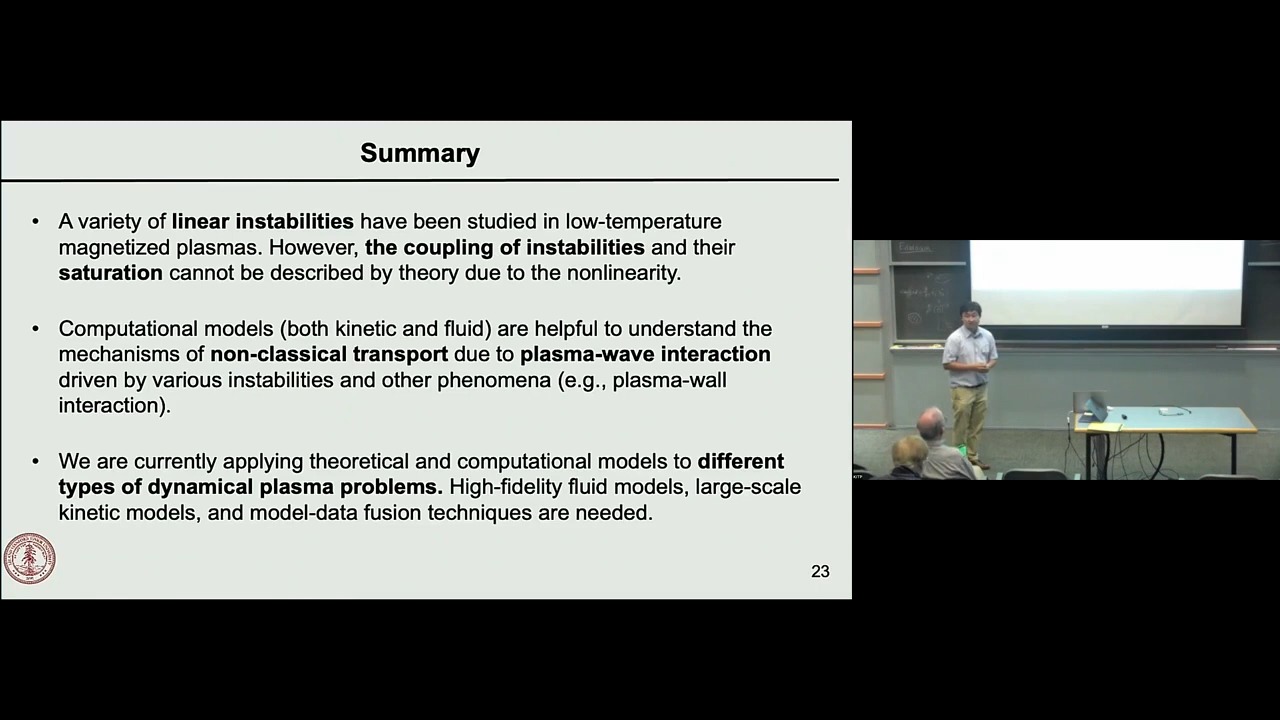 Summary
• A variety of linear instabilities have been studied in low-temperature
magnetized plasmas. However, the coupling of instabilities and their
saturation cannot be described by theory due to the nonlinearity.
• Computational models (both kinetic and fluid) are helpful to understand the
mechanisms of non-classical transport due to plasma-wave interaction
driven by various instabilities and other phenomena (e.g., plasma-wall
interaction).
• We are currently applying theoretical and computational models to different
types of dynamical plasma problems. High-fidelity fluid models, large-scale
kinetic models, and model-data fusion techniques are needed.
23
KITP